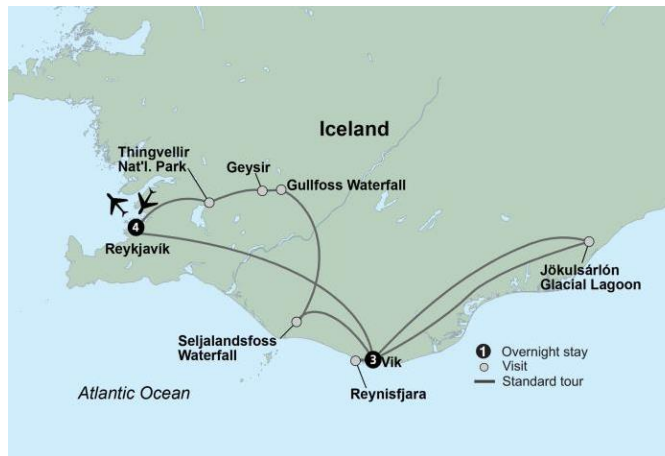 Iceland
Thingvellir
Nat'l. Park
Geysir
Gullfoss Waterfall
4
Reykjavík
Jökulsárlón
Glacial Lagoon
Seljalandsfoss
Waterfall
3 Vik
Reynisfjara
Atlantic Ocean
1 Overnight stay
Visit
Standard tour